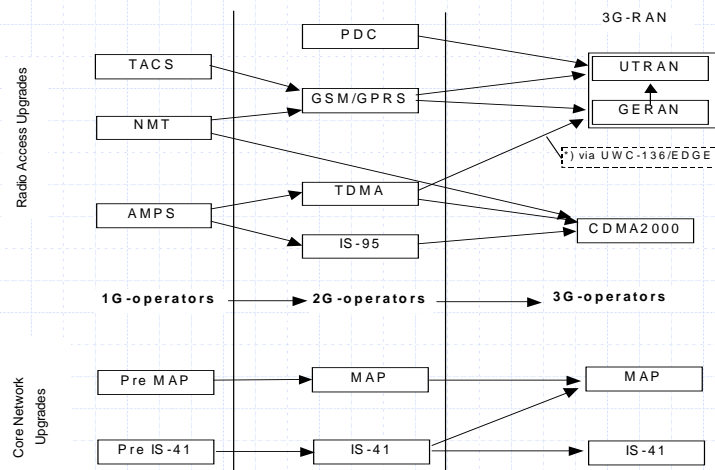 3G-RAN
PDC
TACS
UTRAN
GSM/GPRS
GERAN
NMT
*) via UWC-136/EDGE
TDMA
AMPS
CDMA2000
IS-95
Radio Access Upgrades
1G-operators
2G-operators
3G-operators
Pre MAP
MAP
MAP
Pre IS-41
IS-41
IS-41
Core Network
Upgrades